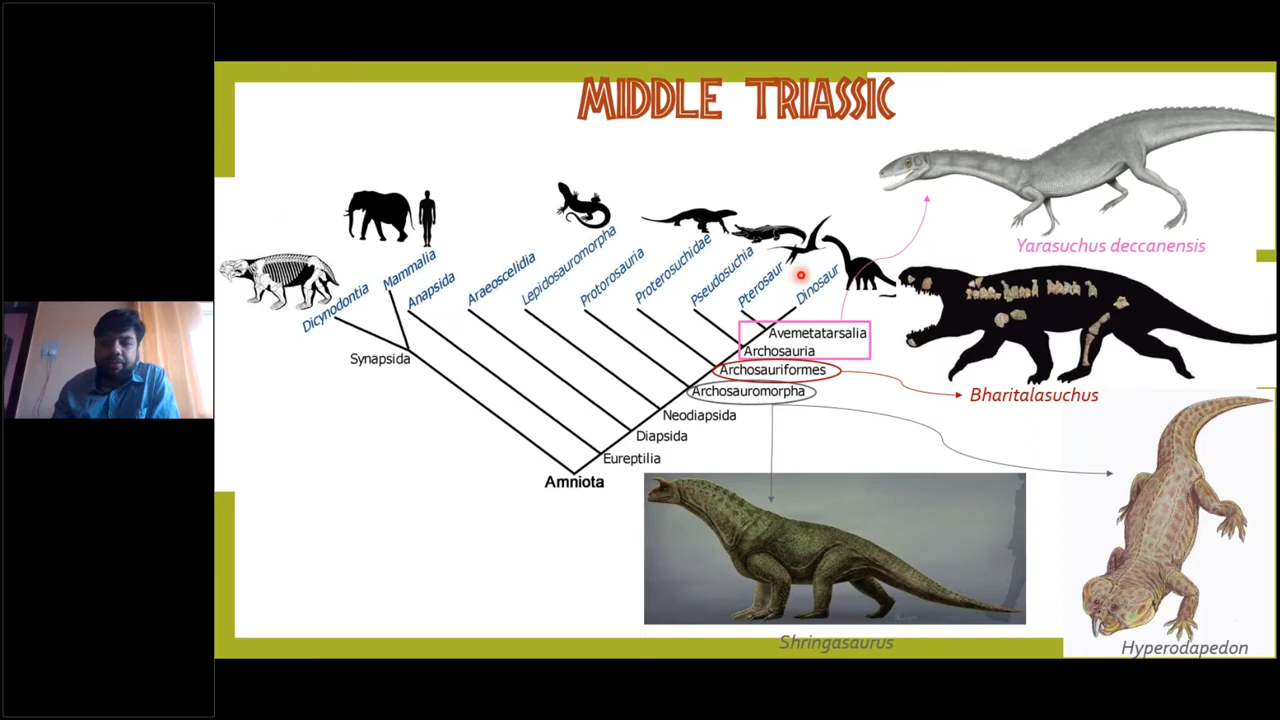 MIDDLE TRIASSIC
Yarasuchus deccanensis
Dicynodontia
Mammalia
Anapsida
Araeoscelidia
Lepidosauromorpha
Protorosauria
Proterosuchidae
Pseudosuchia
Pterosaur
Dinosaur
Synapsida
Avemetatarsalia
Archosauria
Archosauriformes
Archosauromorpha
Neodiapsida
Diapsida
Eureptilia
Amniota
Bharitalasuchus
Shringasaurus
Hyperodapedon